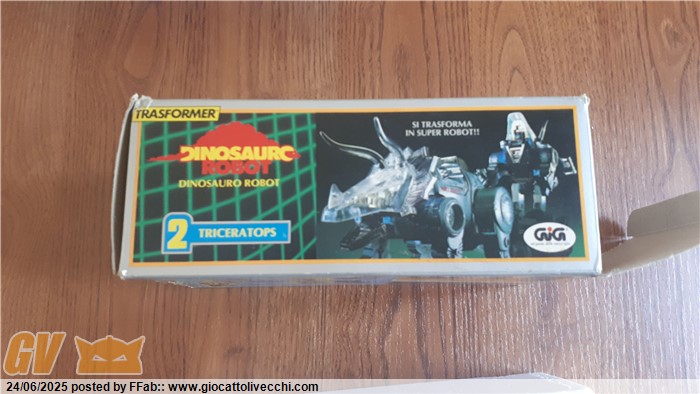 TRASFORMER
DINOSAURO
ROBOT
DINOSAURO ROBOT
2 TRICERATOPS
SI TRASFORMA
IN SUPER ROBOT!!
GiG
GV
24/06/2025 posted by FFab:: www.giocattolivecchi.com